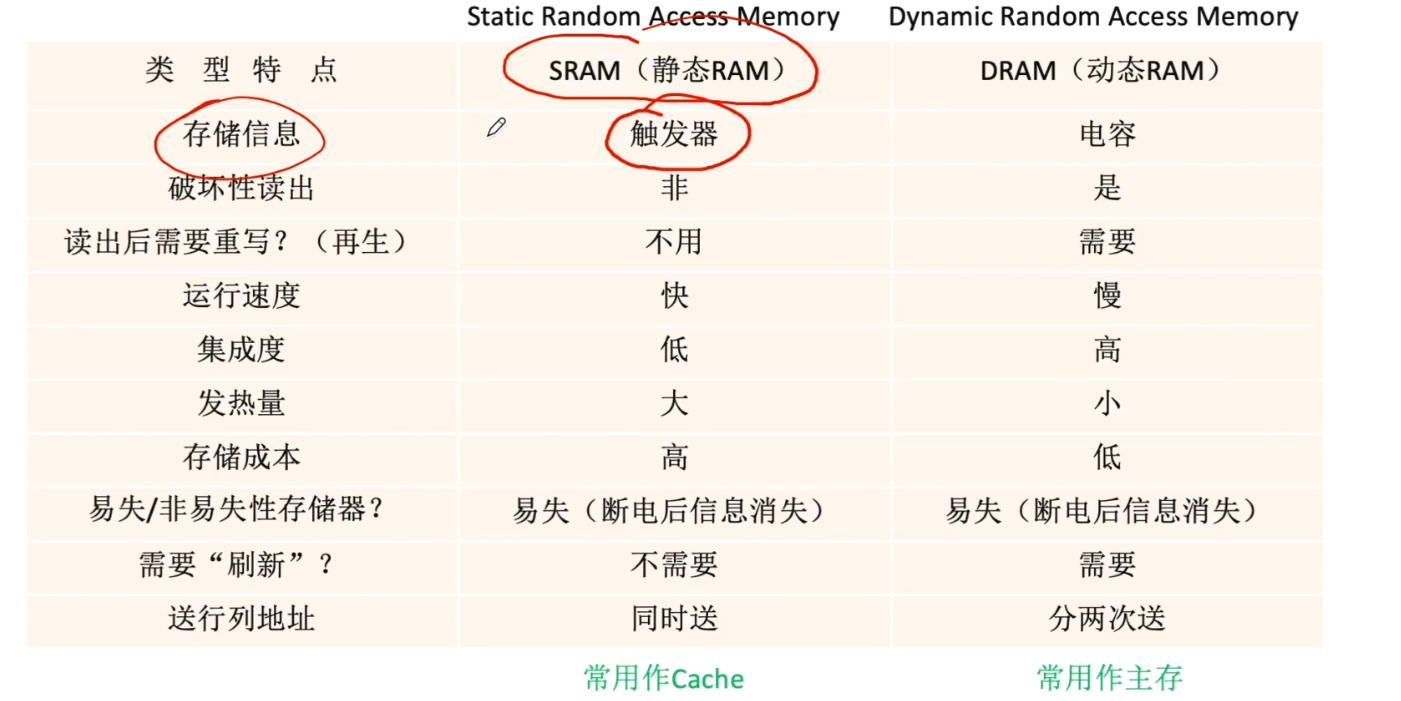 Static Random Access Memory Dynamic Random Access Memory
类 型 特 点 SRAM（静态RAM） DRAM（动态RAM）
存储信息 触发器 电容
破坏性读出 非 是
读出后需要重写？（再生） 不用 需要
运行速度 快 慢
集成度 低 高
发热量 大 小
存储成本 高 低
易失/非易失性存储器？ 易失（断电后信息消失） 易失（断电后信息消失）
需要“刷新”？ 不需要 需要
送行列地址 同时送 分两次送
常用作Cache 常用作主存